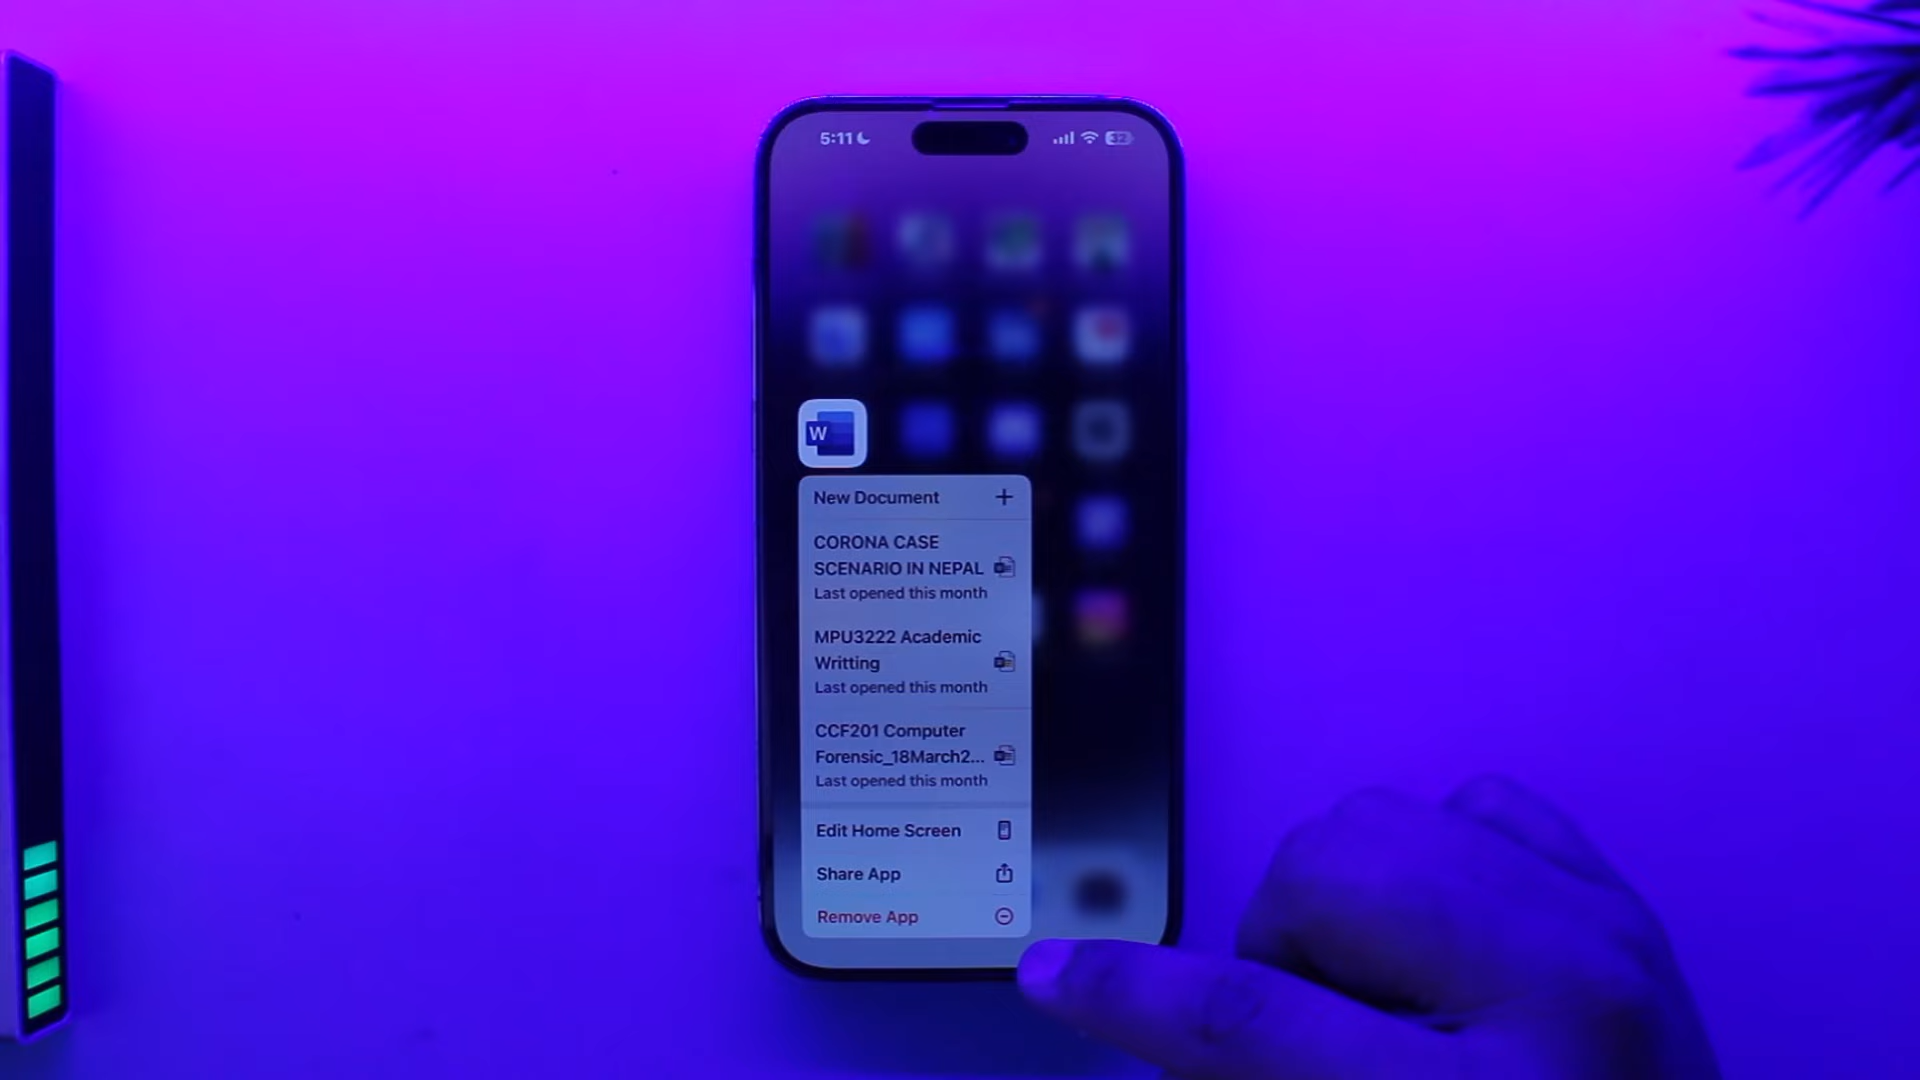 5:11
32
W
New Document
CORONA CASE
SCENARIO IN NEPAL
Last opened this month
MPU3222 Academic
Writting
Last opened this month
CCF201 Computer
Forensic_18March2...
Last opened this month
Edit Home Screen
Share App
Remove App